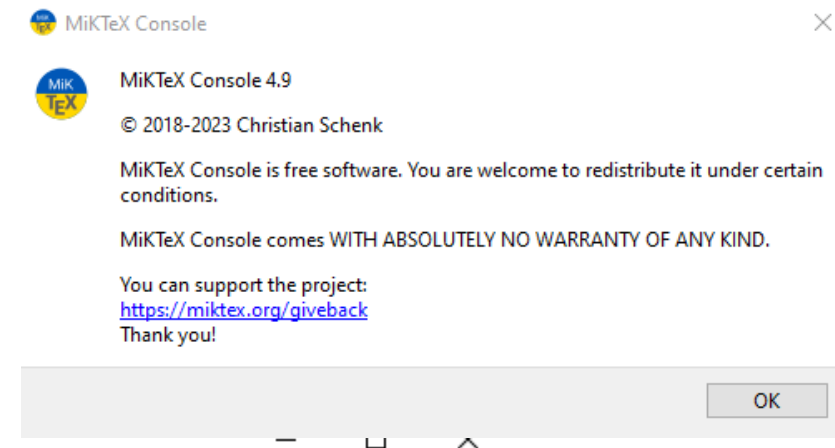 MiKTeX Console
MiK
TEX
MiKTeX Console 4.9
© 2018-2023 Christian Schenk
MiKTeX Console is free software. You are welcome to redistribute it under certain
conditions.
MiKTeX Console comes WITH ABSOLUTELY NO WARRANTY OF ANY KIND.
You can support the project:
https://miktex.org/giveback
Thank you!
OK